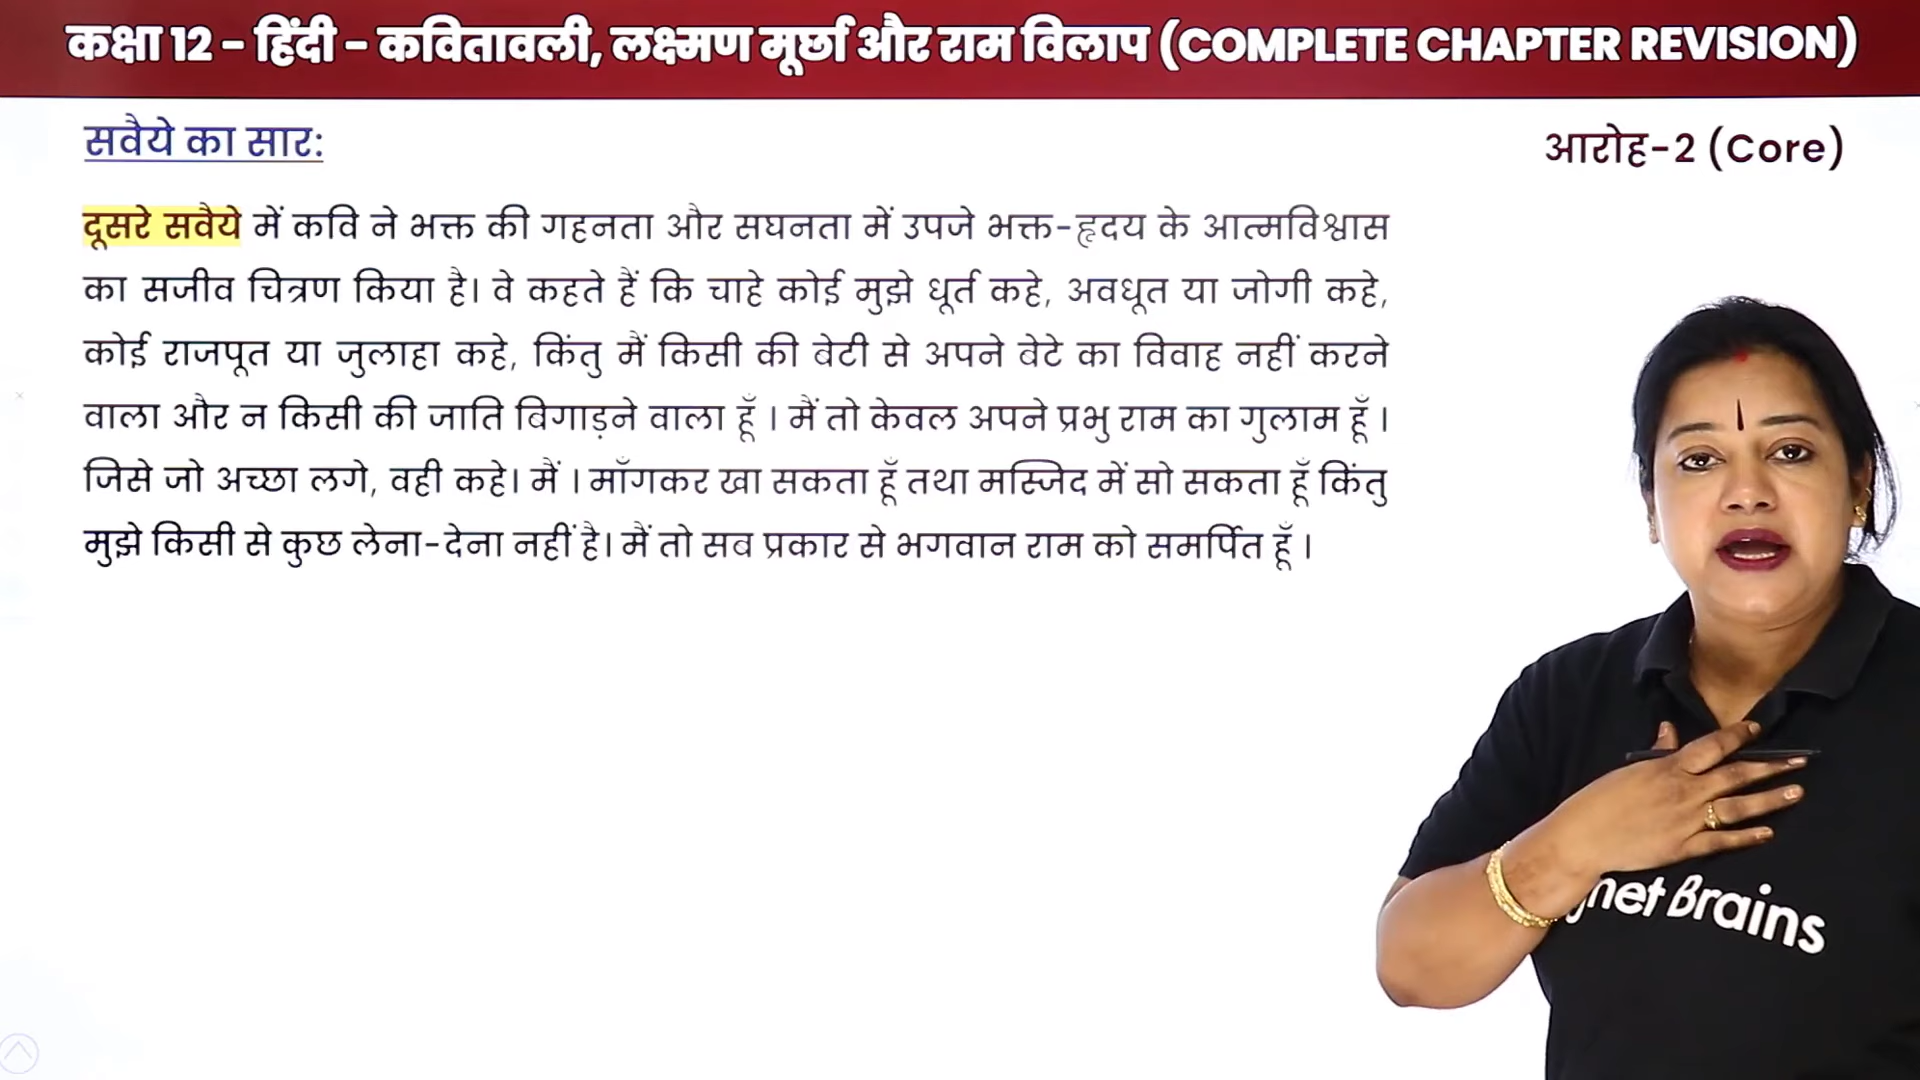 कक्षा 12 - हिंदी - कवितावली, लक्ष्मण मूर्छा और राम विलाप (COMPLETE CHAPTER REVISION)
सवैये का सार:
आरोह-2 (Core)
दूसरे सवैये में कवि ने भक्त की गहनता और सघनता में उपजे भक्त-हृदय के आत्मविश्वास
का सजीव चित्रण किया है। वे कहते हैं कि चाहे कोई मुझे धूर्त कहे, अवधूत या जोगी कहे,
कोई राजपूत या जुलाहा कहे, किंतु मैं किसी की बेटी से अपने बेटे का विवाह नहीं करने
वाला और न किसी की जाति बिगाड़ने वाला हूँ । मैं तो केवल अपने प्रभु राम का गुलाम हूँ ।
जिसे जो अच्छा लगे, वही कहे। मैं । माँगकर खा सकता हूँ तथा मस्जिद में सो सकता हूँ किंतु
मुझे किसी से कुछ लेना-देना नहीं है। मैं तो सब प्रकार से भगवान राम को समर्पित हूँ ।
gnet Brains